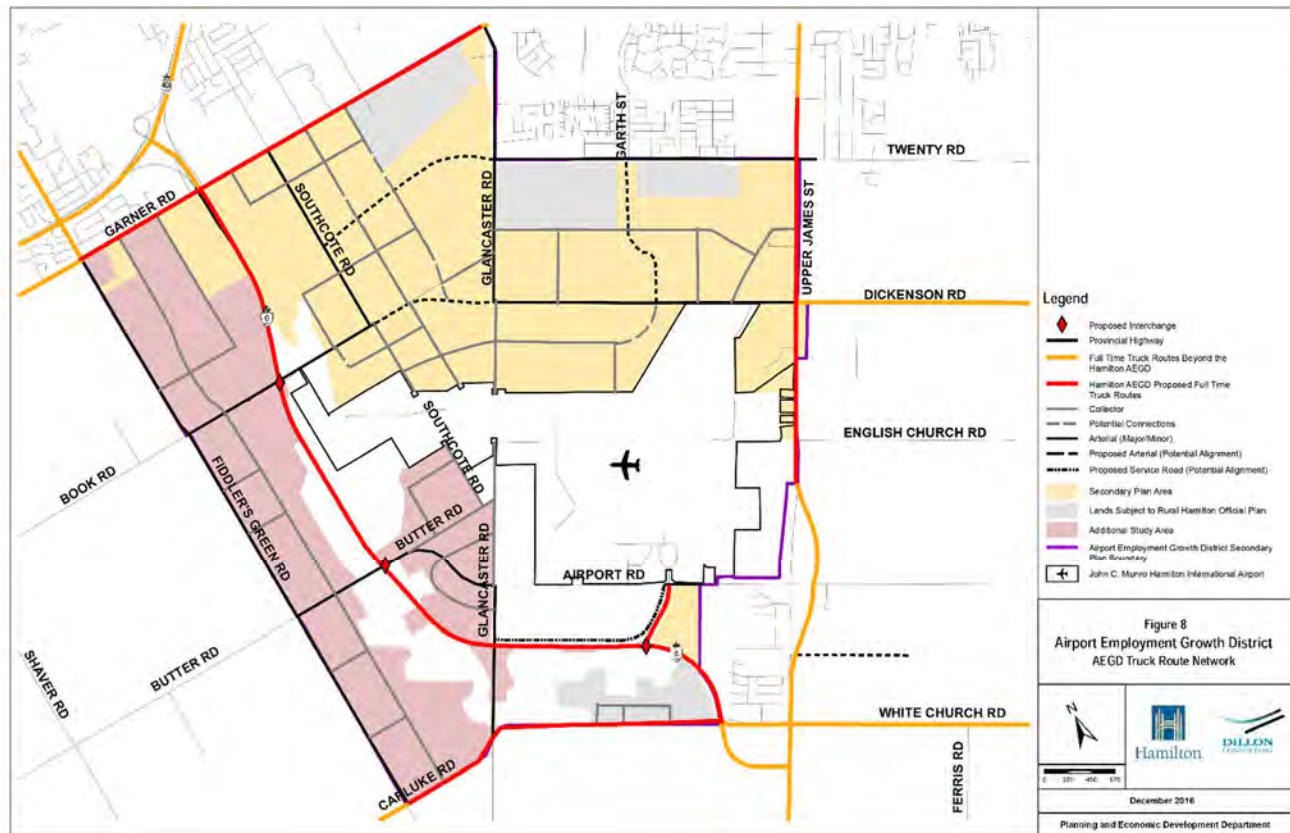 GARTH ST
TWENTY RD
GARNER RD
SOUTHCOTE RD
GLANCASTER RD
UPPER JAMES ST
DICKENSON RD
6
SOUTHCOTE RD
ENGLISH CHURCH RD
BOOK RD
FIDDLER'S GREEN RD
BUTTER RD
GLANCASTER RD
AIRPORT RD
6
SHAVER RD
BUTTER RD
WHITE CHURCH RD
CARLUKE RD
FERRIS RD
Legend
Proposed Interchange
Provincial Highway
Full Time Truck Routes Beyond the
Hamilton AEGD
Hamilton AEGD Proposed Full Time
Truck Routes
Collector
Potential Connections
Arterial (Major/Minor)
Proposed Arterial (Potential Alignment)
Proposed Service Road (Potential Alignment)
Secondary Plan Area
Lands Subject to Rural Hamilton Official Plan
Additional Study Area
Airport Employment Growth District Secondary
Plan Boundary
John C. Munro Hamilton International Airport
Figure 8
Airport Employment Growth District
AEGD Truck Route Network
N
Hamilton
DILLON
CONSULTING
December 2016
Planning and Economic Development Department